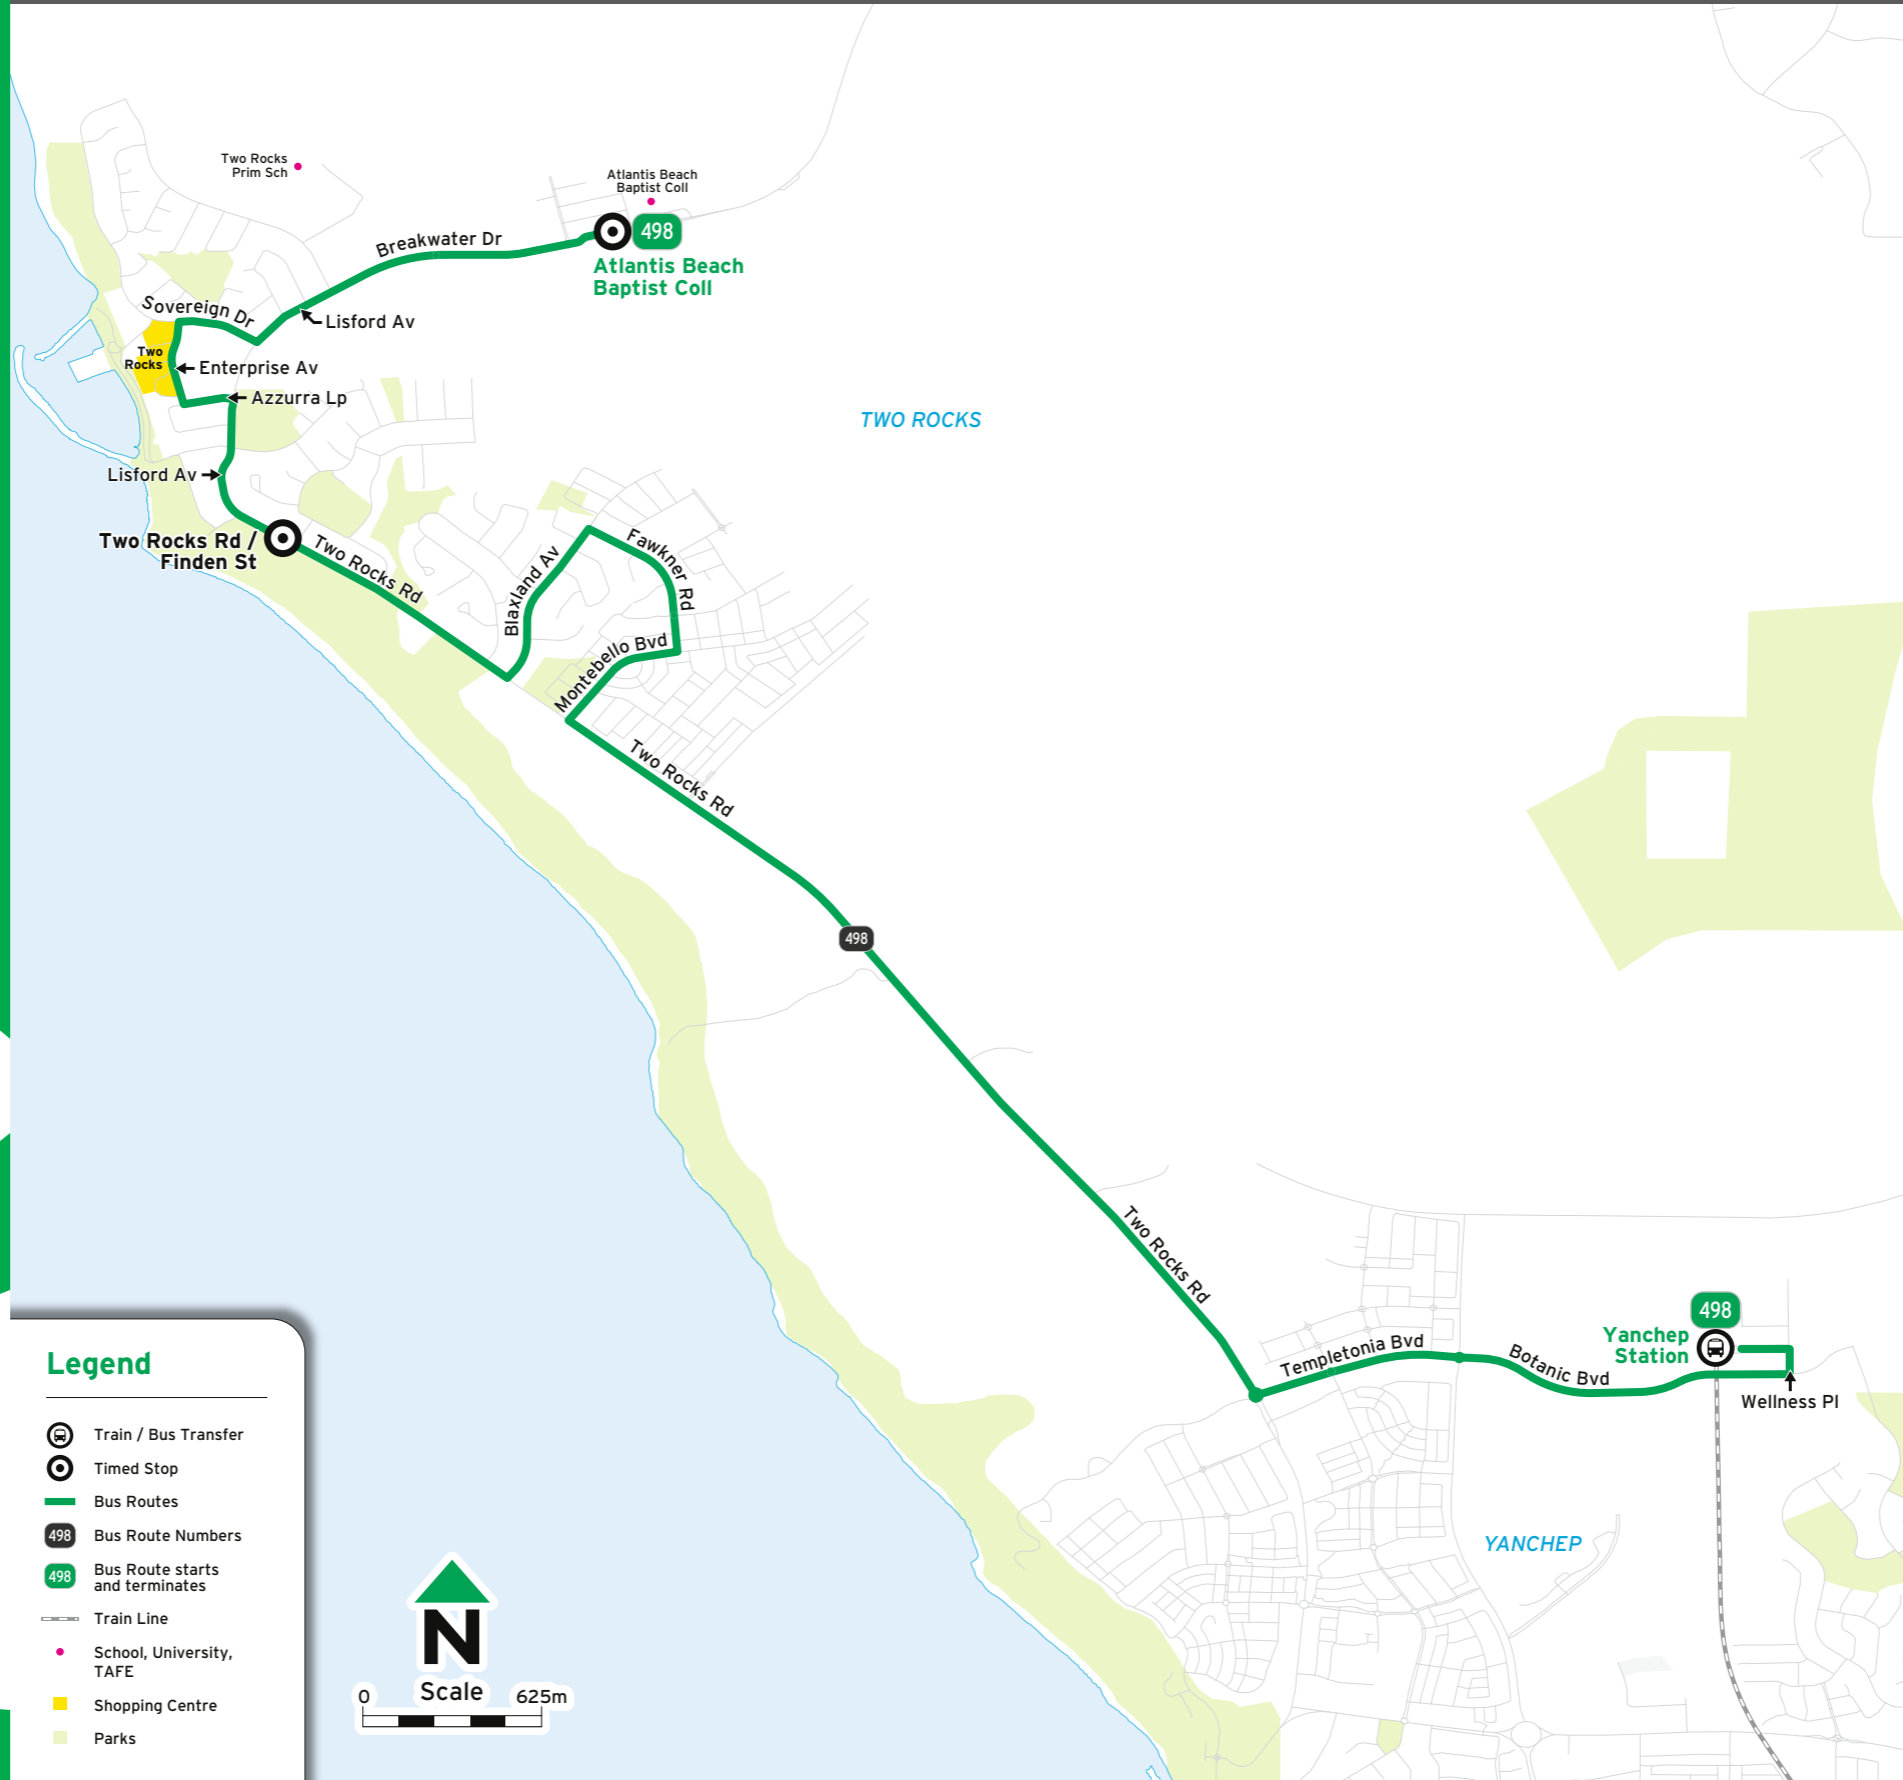 Two Rocks
Prim Sch
Atlantis Beach
Baptist Coll
498
Atlantis Beach
Baptist Coll
Breakwater Dr
Sovereign Dr
Lisford Av
Two
Rocks
Enterprise Av
Azzurra Lp
TWO ROCKS
Lisford Av
Two Rocks Rd /
Finden St
Two Rocks Rd
Blaxland Av
Fawkner Rd
Montebello Bvd
Two Rocks Rd
498
Two Rocks Rd
498
Yanchep
Station
Templetonia Bvd
Botanic Bvd
Wellness Pl
YANCHEP
Legend
Train / Bus Transfer
Timed Stop
Bus Routes
498 Bus Route Numbers
498 Bus Route starts
and terminates
Train Line
School, University,
TAFE
Shopping Centre
Parks
N
0 Scale 625m